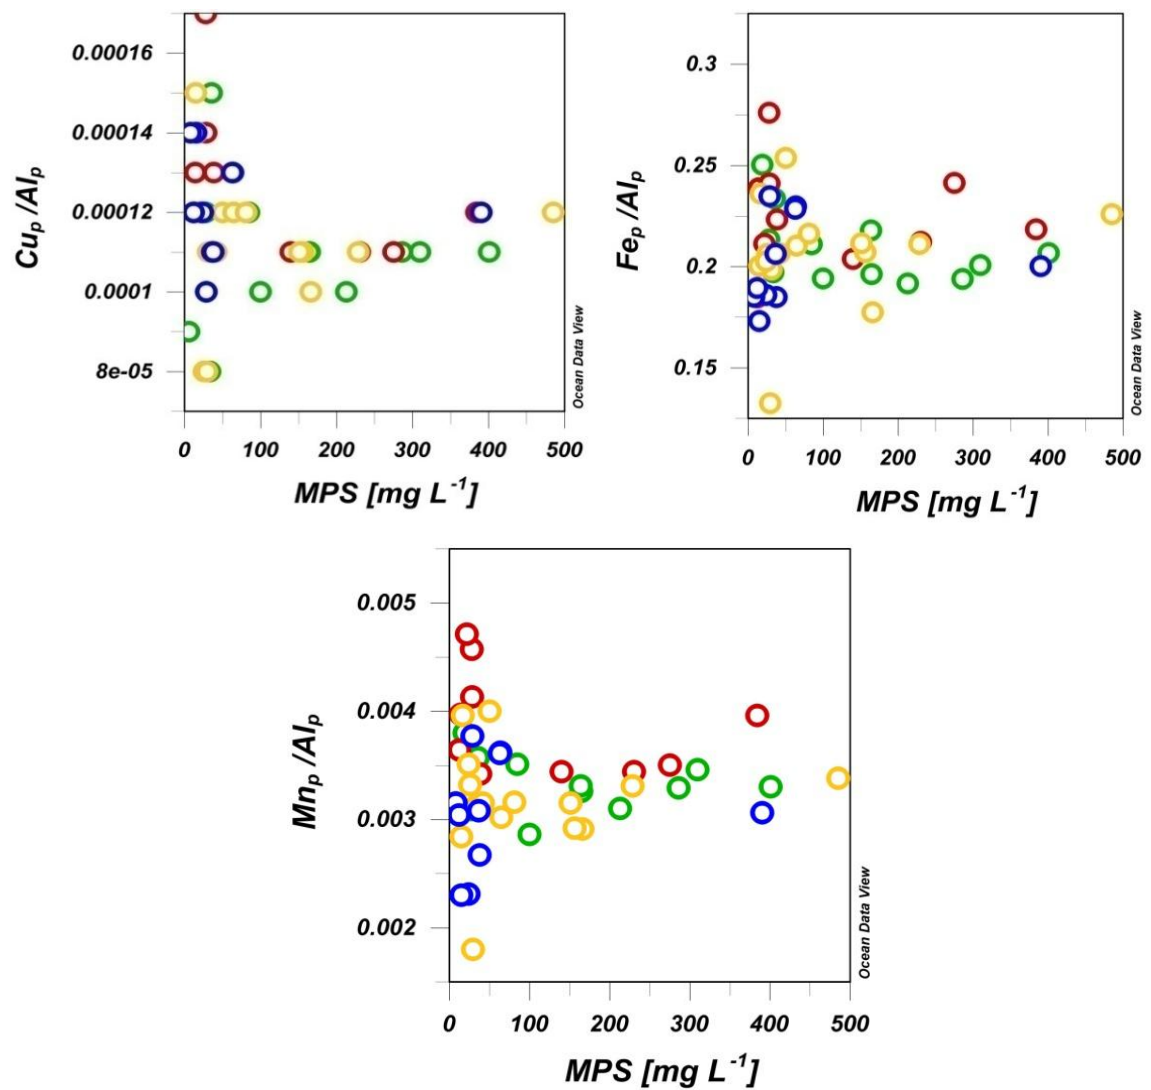 0.00016
0.00014
0.00012
0.0001
8e-05
Cuₚ /Alₚ
0 100 200 300 400 500
MPS [mg L⁻¹]
Ocean Data View
0.3
0.25
0.2
0.15
Feₚ /Alₚ
0 100 200 300 400 500
MPS [mg L⁻¹]
Ocean Data View
0.005
0.004
0.003
0.002
Mnₚ /Alₚ
0 100 200 300 400 500
MPS [mg L⁻¹]
Ocean Data View